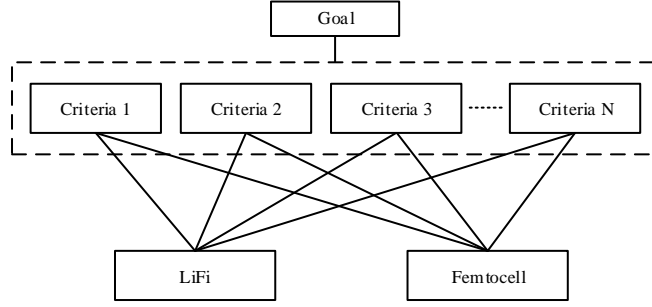 Goal
Criteria 1
Criteria 2
Criteria 3
Criteria N
LiFi
Femtocell